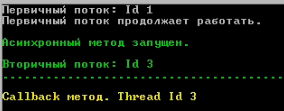 Первичный поток: Id 1
Первичный поток продолжает работать.
Асинхронный метод запущен.
Вторичный поток: Id 3
Callback метод. Thread Id 3